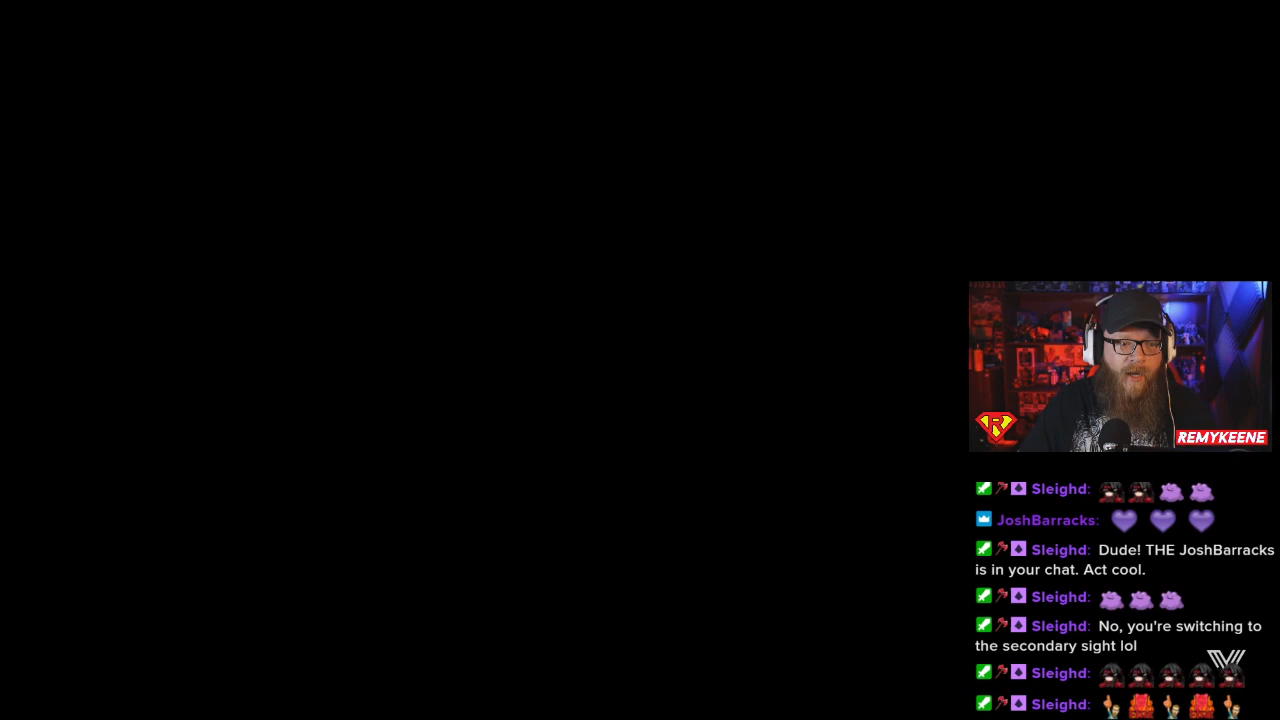 R
REMYKEENE
Sleighd:
JoshBarracks:
Sleighd: Dude! THE JoshBarracks
is in your chat. Act cool.
Sleighd:
Sleighd: No, you're switching to
the secondary sight lol
Sleighd:
Sleighd: